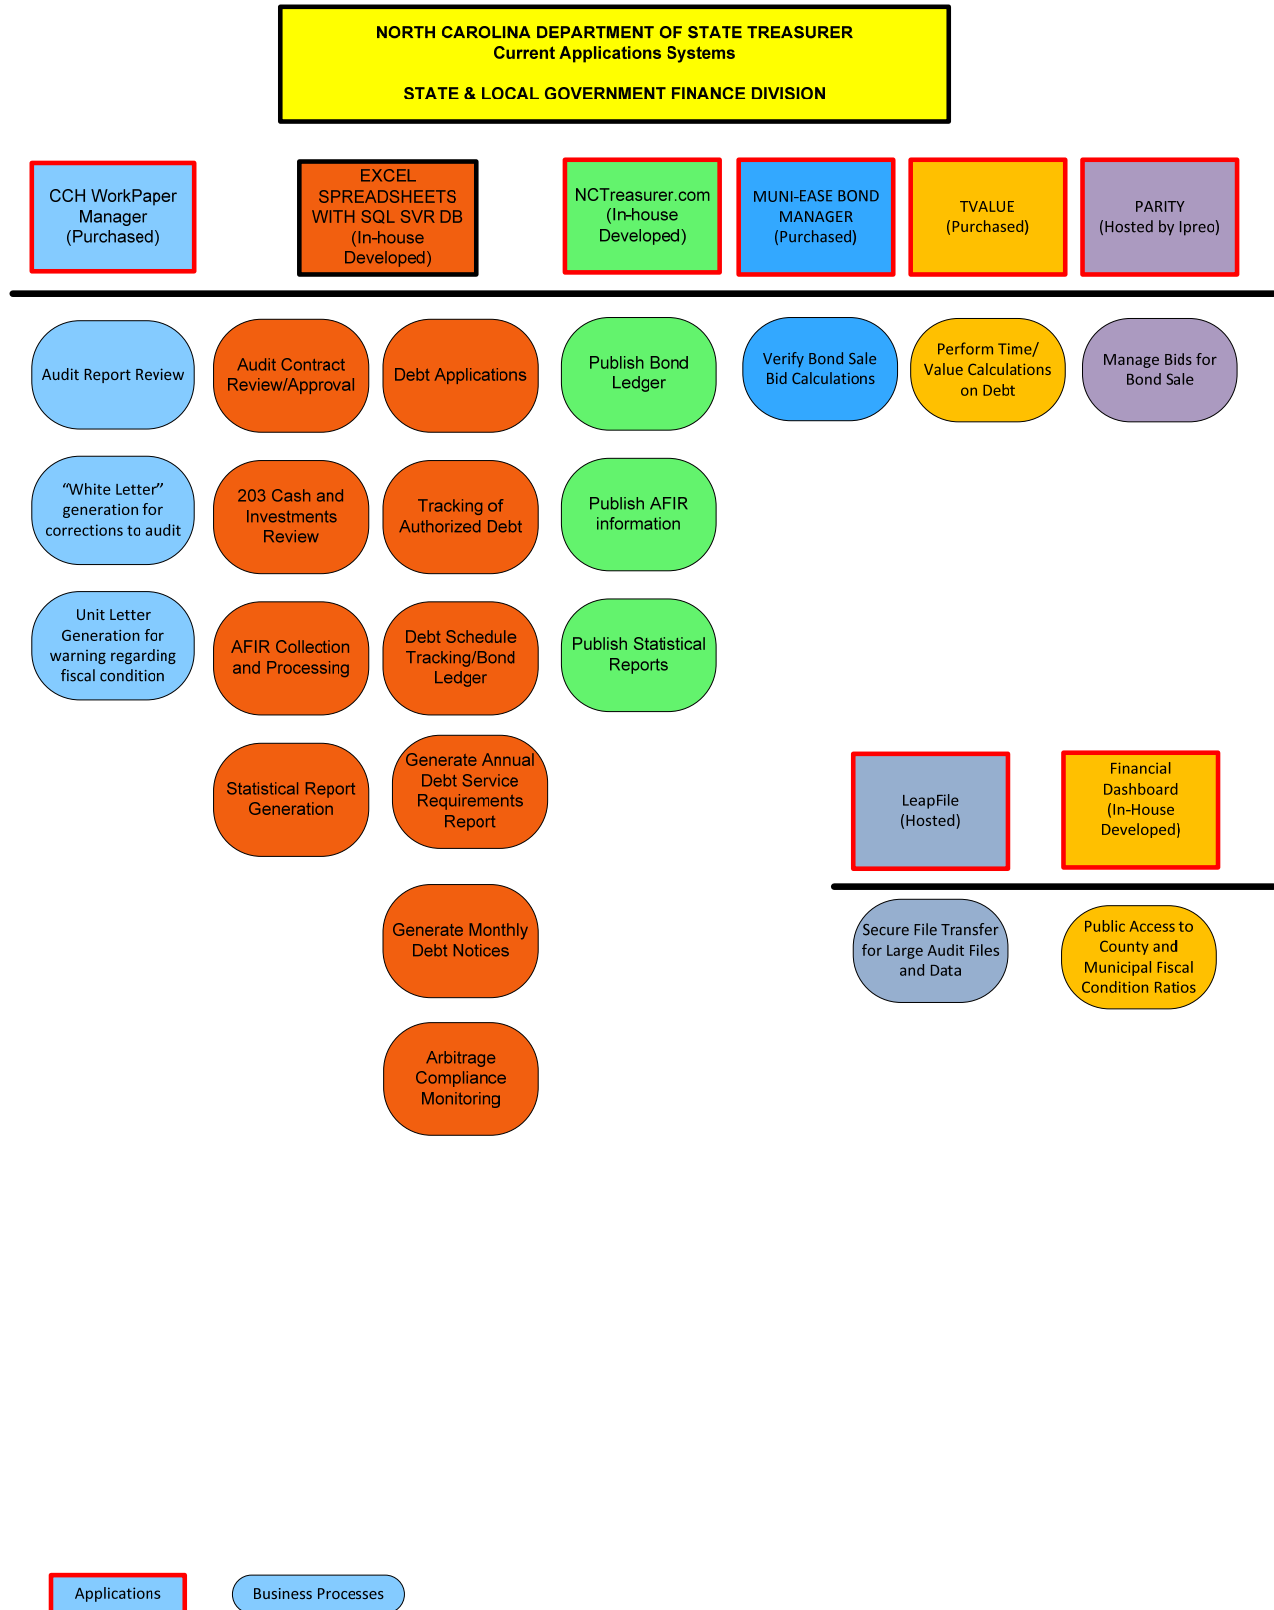 NORTH CAROLINA DEPARTMENT OF STATE TREASURER
Current Applications Systems
STATE & LOCAL GOVERNMENT FINANCE DIVISION
CCH WorkPaper
Manager
(Purchased)
EXCEL
SPREADSHEETS
WITH SQL SVR DB
(In-house
Developed)
NCTreasurer.com
(In-house
Developed)
MUNI-EASE BOND
MANAGER
(Purchased)
TVALUE
(Purchased)
PARITY
(Hosted by Ipreo)
Audit Report Review
Audit Contract
Review/Approval
Debt Applications
Publish Bond
Ledger
Verify Bond Sale
Bid Calculations
Perform Time/
Value Calculations
on Debt
Manage Bids for
Bond Sale
“White Letter”
generation for
corrections to audit
203 Cash and
Investments
Review
Tracking of
Authorized Debt
Publish AFIR
information
Unit Letter
Generation for
warning regarding
fiscal condition
AFIR Collection
and Processing
Debt Schedule
Tracking/Bond
Ledger
Publish Statistical
Reports
Statistical Report
Generation
Generate Annual
Debt Service
Requirements
Report
LeapFile
(Hosted)
Financial
Dashboard
(In-House
Developed)
Generate Monthly
Debt Notices
Secure File Transfer
for Large Audit Files
and Data
Public Access to
County and
Municipal Fiscal
Condition Ratios
Arbitrage
Compliance
Monitoring
Applications
Business Processes